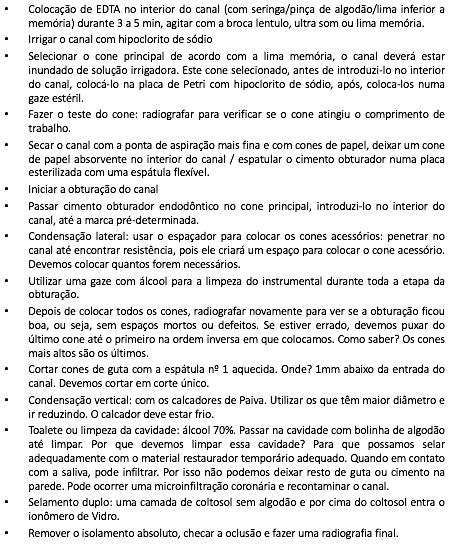 • Colocação de EDTA no interior do canal (com seringa/pinça de algodão/lima inferior a
memória) durante 3 a 5 min, agitar com a broca lentulo, ultra som ou lima memória.
• Irrigar o canal com hipoclorito de sódio
• Selecionar o cone principal de acordo com a lima memória, o canal deverá estar
inundado de solução irrigadora. Este cone selecionado, antes de introduzi-lo no interior
do canal, colocá-lo na placa de Petri com hipoclorito de sódio, após, coloca-los numa
gaze estéril.
• Fazer o teste do cone: radiografar para verificar se o cone atingiu o comprimento de
trabalho.
• Secar o canal com a ponta de aspiração mais fina e com cones de papel, deixar um cone
de papel absorvente no interior do canal / espatular o cimento obturador numa placa
esterilizada com uma espátula flexível.
• Iniciar a obturação do canal
• Passar cimento obturador endodôntico no cone principal, introduzi-lo no interior do
canal, até a marca pré-determinada.
• Condensação lateral: usar o espaçador para colocar os cones acessórios: penetrar no
canal até encontrar resistência, pois ele criará um espaço para colocar o cone acessório.
Devemos colocar quantos forem necessários.
• Utilizar uma gaze com álcool para a limpeza do instrumental durante toda a etapa da
obturação.
• Depois de colocar todos os cones, radiografar novamente para ver se a obturação ficou
boa, ou seja, sem espaços mortos ou defeitos. Se estiver errado, devemos puxar do
último cone até o primeiro na ordem inversa em que colocamos. Como saber? Os cones
mais altos são os últimos.
• Cortar cones de guta com a espátula nº 1 aquecida. Onde? 1mm abaixo da entrada do
canal. Devemos cortar em corte único.
• Condensação vertical: com os calcadores de Paiva. Utilizar os que têm maior diâmetro e
ir reduzindo. O calcador deve estar frio.
• Toalete ou limpeza da cavidade: álcool 70%. Passar na cavidade com bolinha de algodão
até limpar. Por que devemos limpar essa cavidade? Para que possamos selar
adequadamente com o material restaurador temporário adequado. Quando em contato
com a saliva, pode infiltrar. Por isso não podemos deixar resto de guta ou cimento na
parede. Pode ocorrer uma microinfiltração coronária e recontaminar o canal.
• Selamento duplo: uma camada de coltosol sem algodão e por cima do coltosol entra o
ionômero de Vidro.
• Remover o isolamento absoluto, checar a oclusão e fazer uma radiografia final.